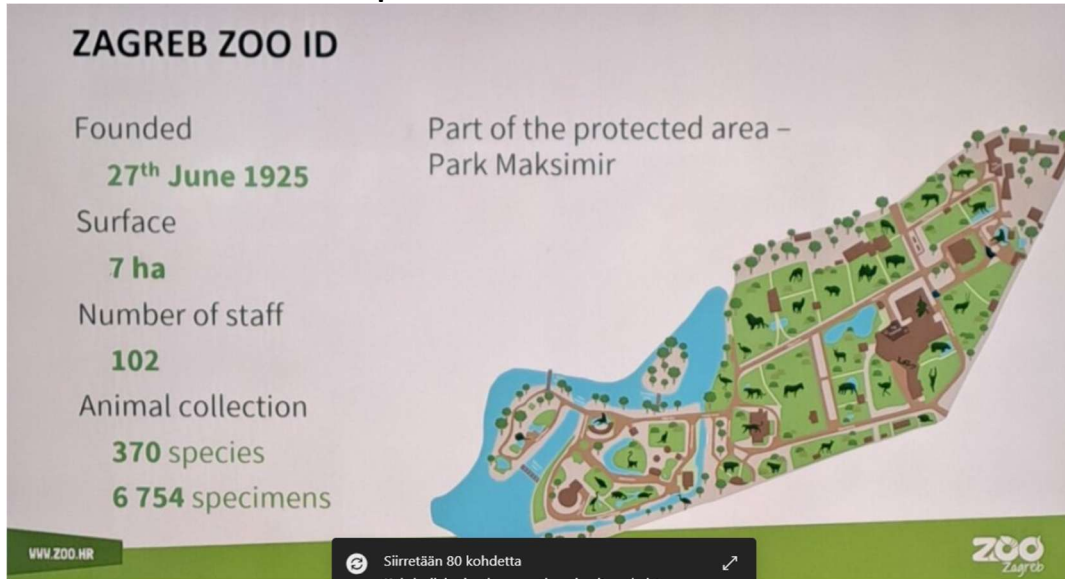 ZAGREB ZOO ID
Founded
27th June 1925
Surface
7 ha
Number of staff
102
Animal collection
370 species
6 754 specimens
Part of the protected area –
Park Maksimir
WWW.ZOO.HR
Siirretään 80 kohdetta
ZOO
Zagreb